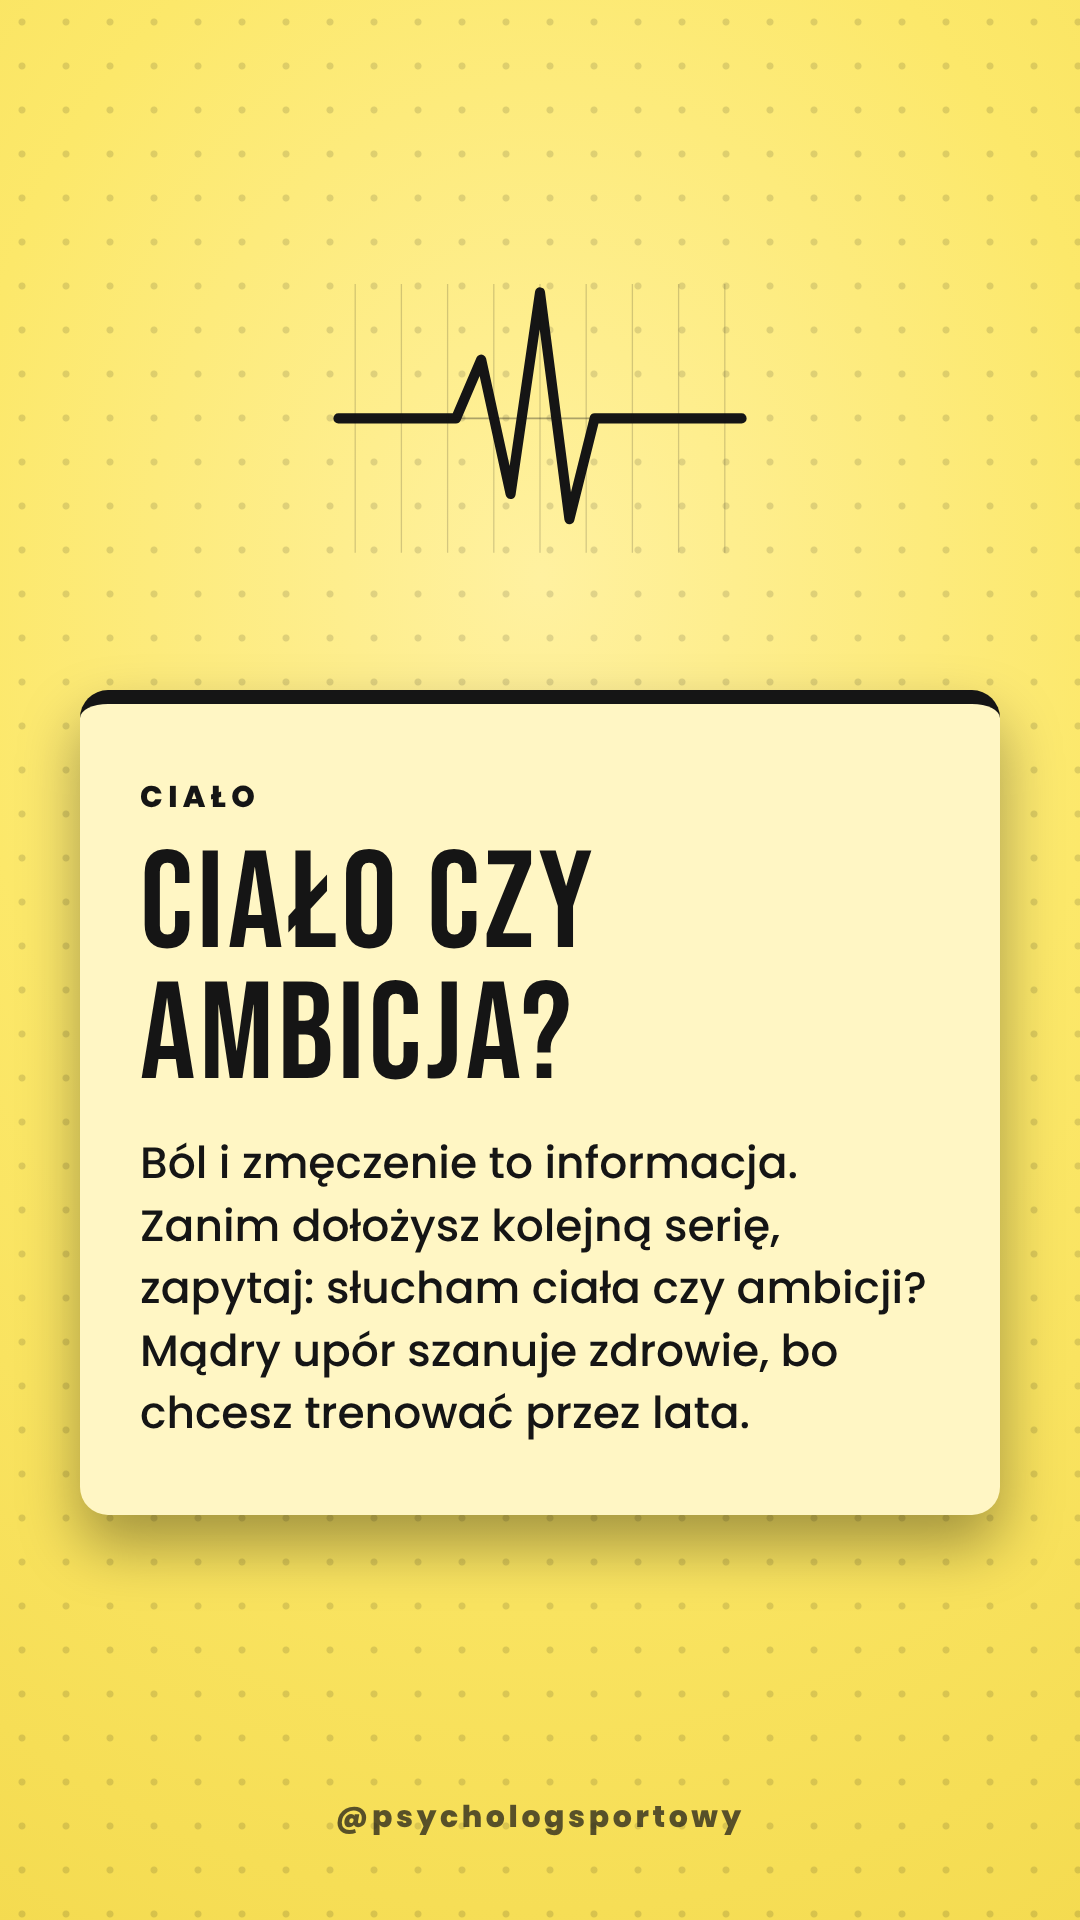 CIAŁO
CIAŁO CZY
AMBICJA?
Ból i zmęczenie to informacja.
Zanim dołożysz kolejną serię,
zapytaj: słucham ciała czy ambicji?
Mądry upór szanuje zdrowie, bo
chcesz trenować przez lata.
@psychologsportowy